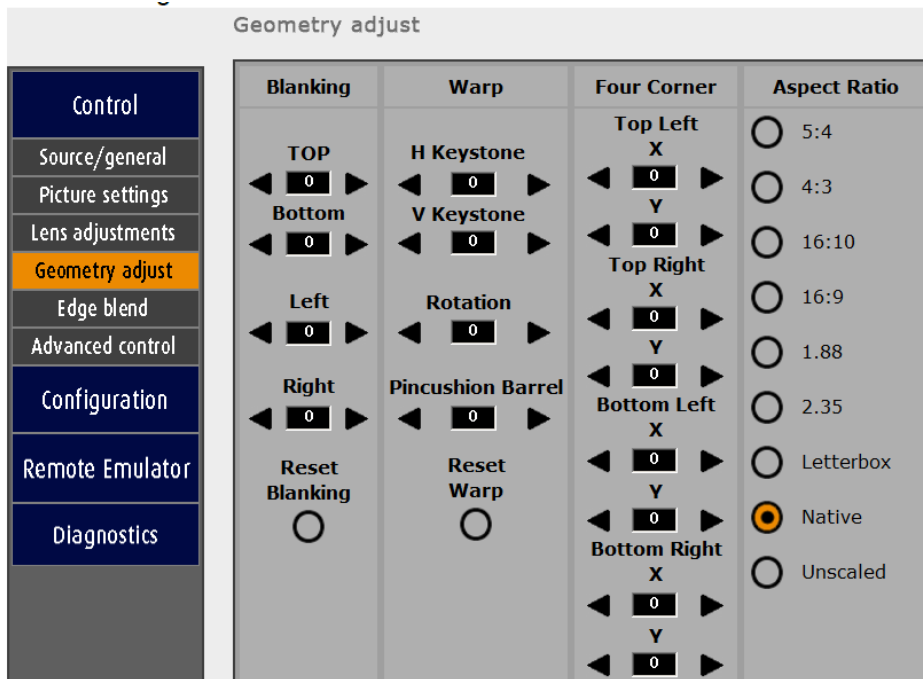 Geometry adjust
Control
Source/general
Picture settings
Lens adjustments
Geometry adjust
Edge blend
Advanced control
Configuration
Remote Emulator
Diagnostics
Blanking
TOP
0
Bottom
0
Left
0
Right
0
Reset
Blanking
Warp
H Keystone
0
V Keystone
0
Rotation
0
Pincushion Barrel
0
Reset
Warp
Four Corner
Top Left
X
0
Y
0
Top Right
X
0
Y
0
Bottom Left
X
0
Y
0
Bottom Right
X
0
Y
0
Aspect Ratio
5:4
4:3
16:10
16:9
1.88
2.35
Letterbox
Native
Unscaled